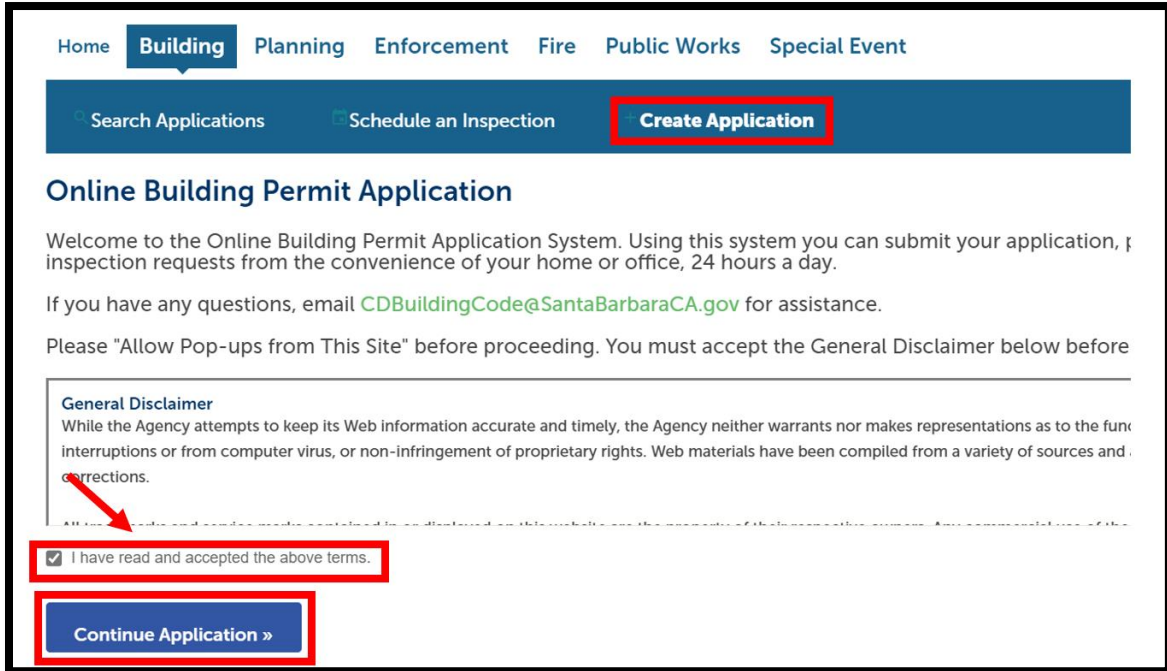 Home Building Planning Enforcement Fire Public Works Special Event
Search Applications Schedule an Inspection Create Application
Online Building Permit Application
Welcome to the Online Building Permit Application System. Using this system you can submit your application,
inspection requests from the convenience of your home or office, 24 hours a day.
If you have any questions, email CDBuildingCode@SantaBarbaraCA.gov for assistance.
Please "Allow Pop-ups from This Site" before proceeding. You must accept the General Disclaimer below before
General Disclaimer
While the Agency attempts to keep its Web information accurate and timely, the Agency neither warrants nor makes representations as to the
interruptions or from computer virus, or non-infringement of proprietary rights. Web materials have been compiled from a variety of sources and
corrections.
I have read and accepted the above terms.
Continue Application »